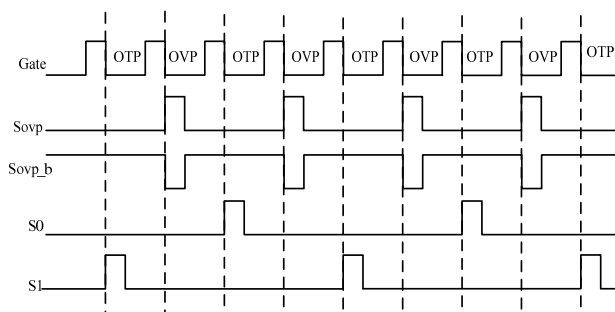 Gate OTP OVP OTP OVP OTP OVP OTP OVP OTP
Sovp
Sovp_b
S0
S1